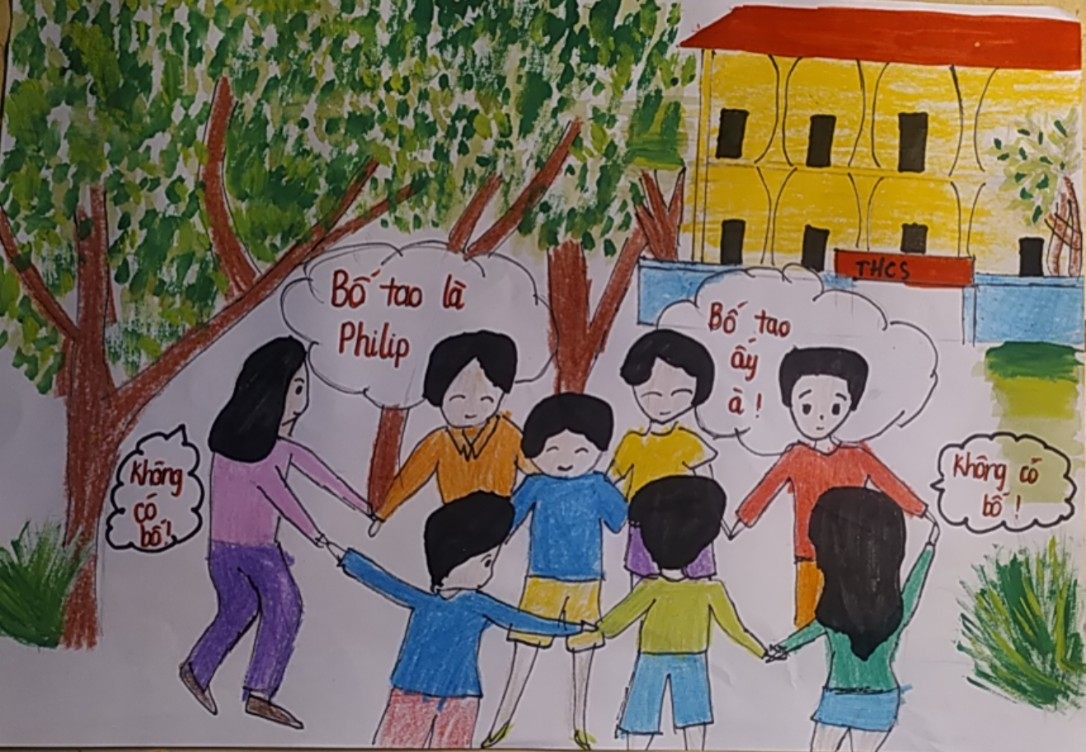 THCS
Bố tao là
Philip
Bố tao
ấy
à !
không
có
bố!
Không có
bố !